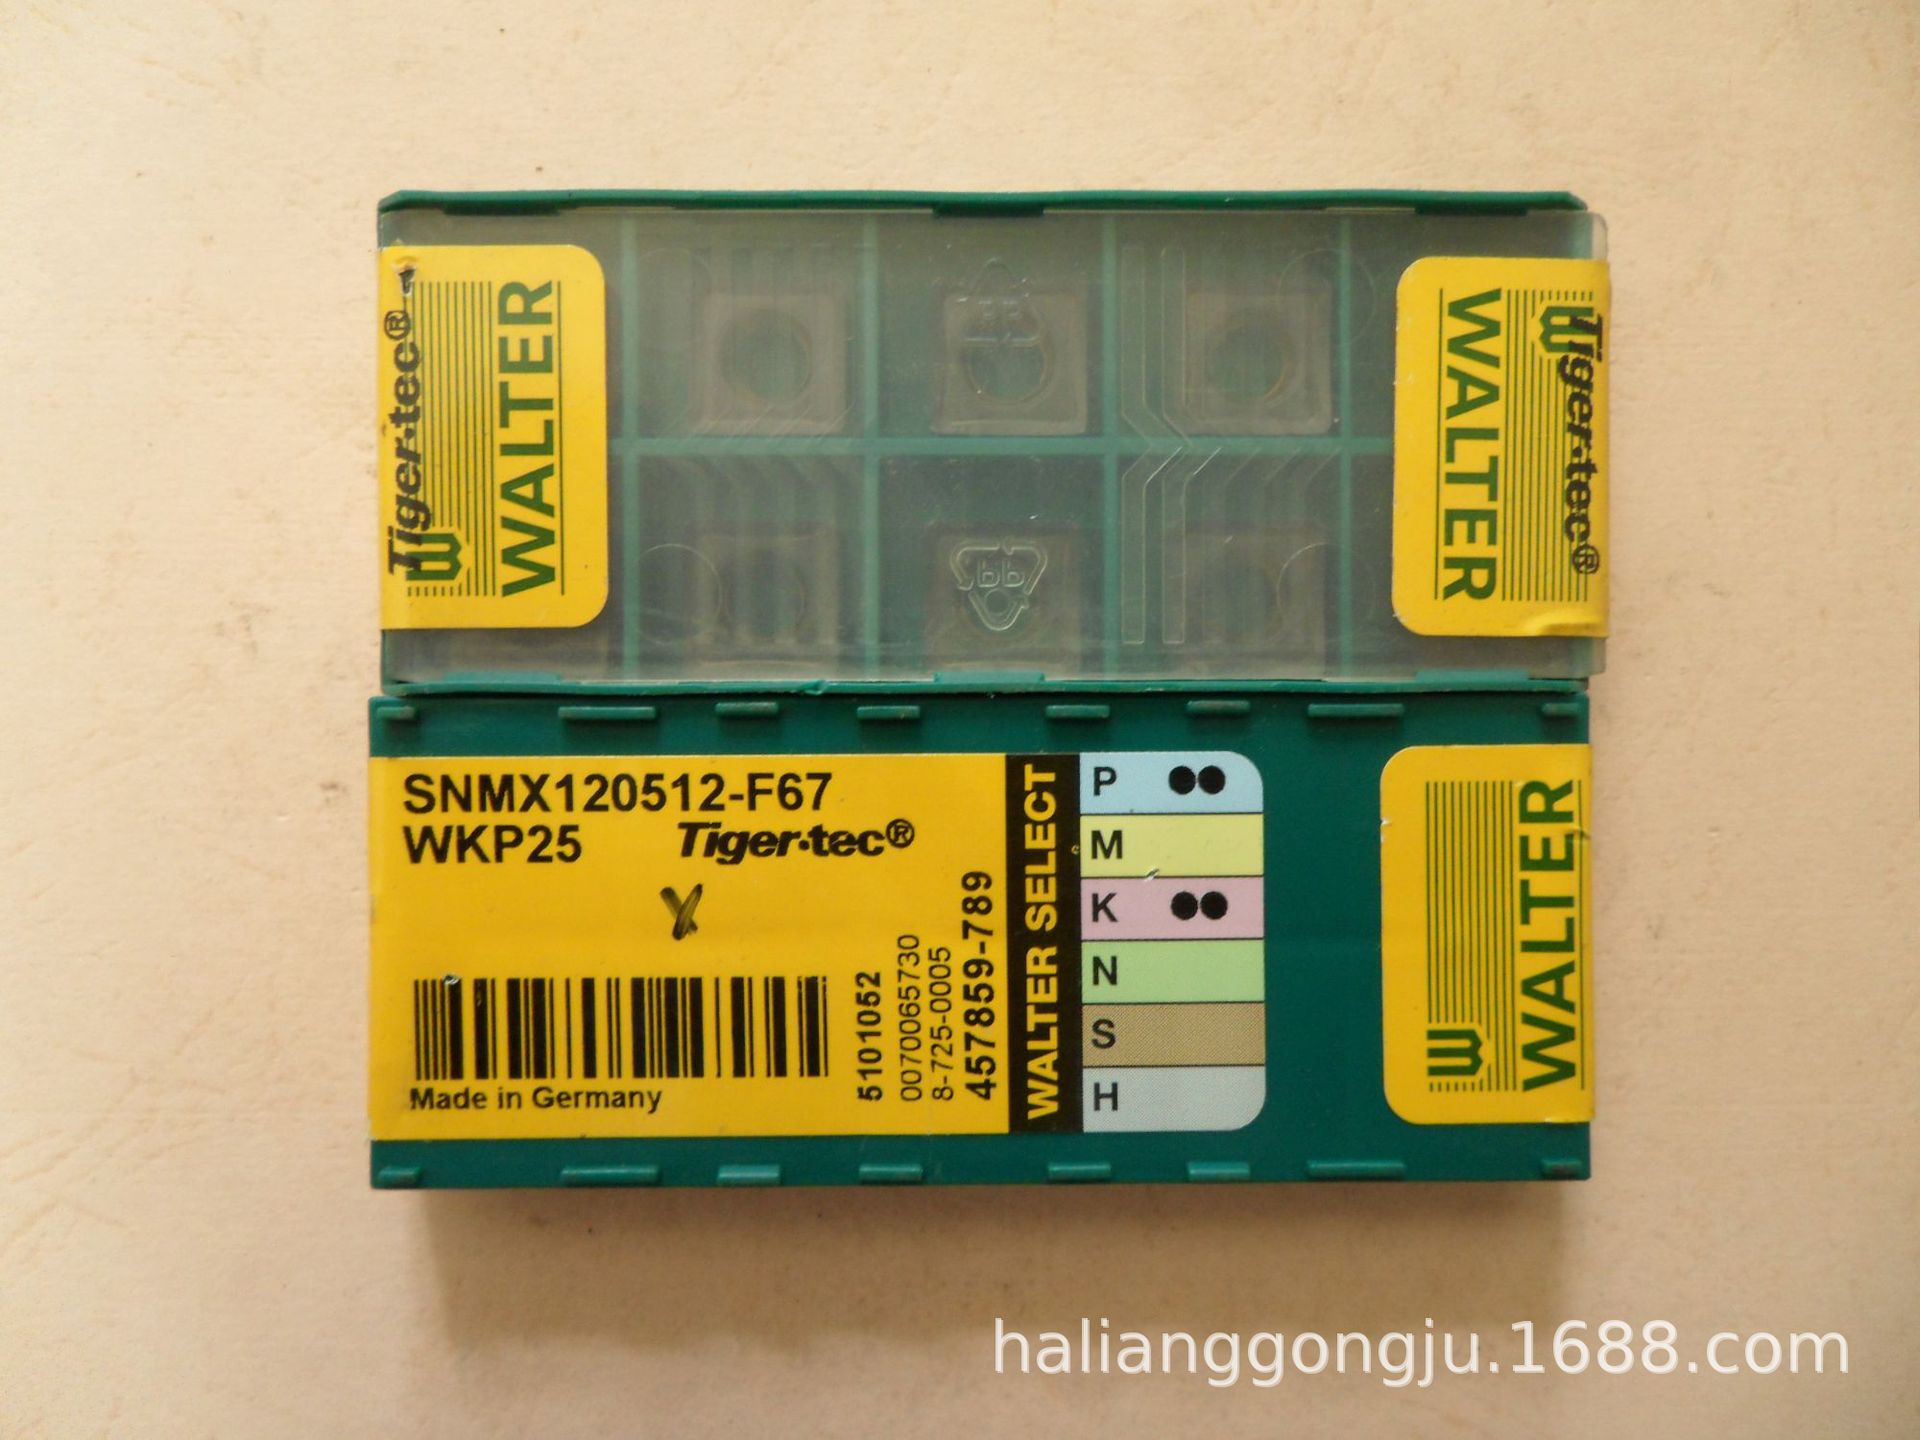 Tiger·tec®
WALTER
WALTER
Tiger·tec®
SNMX120512-F67
WKP25 Tiger·tec®
Made in Germany
5101052
0070065730
8-725-0005
457859-789
WALTER SELECT
P
M
K
N
S
H
WALTER
halianggongju.1688.com